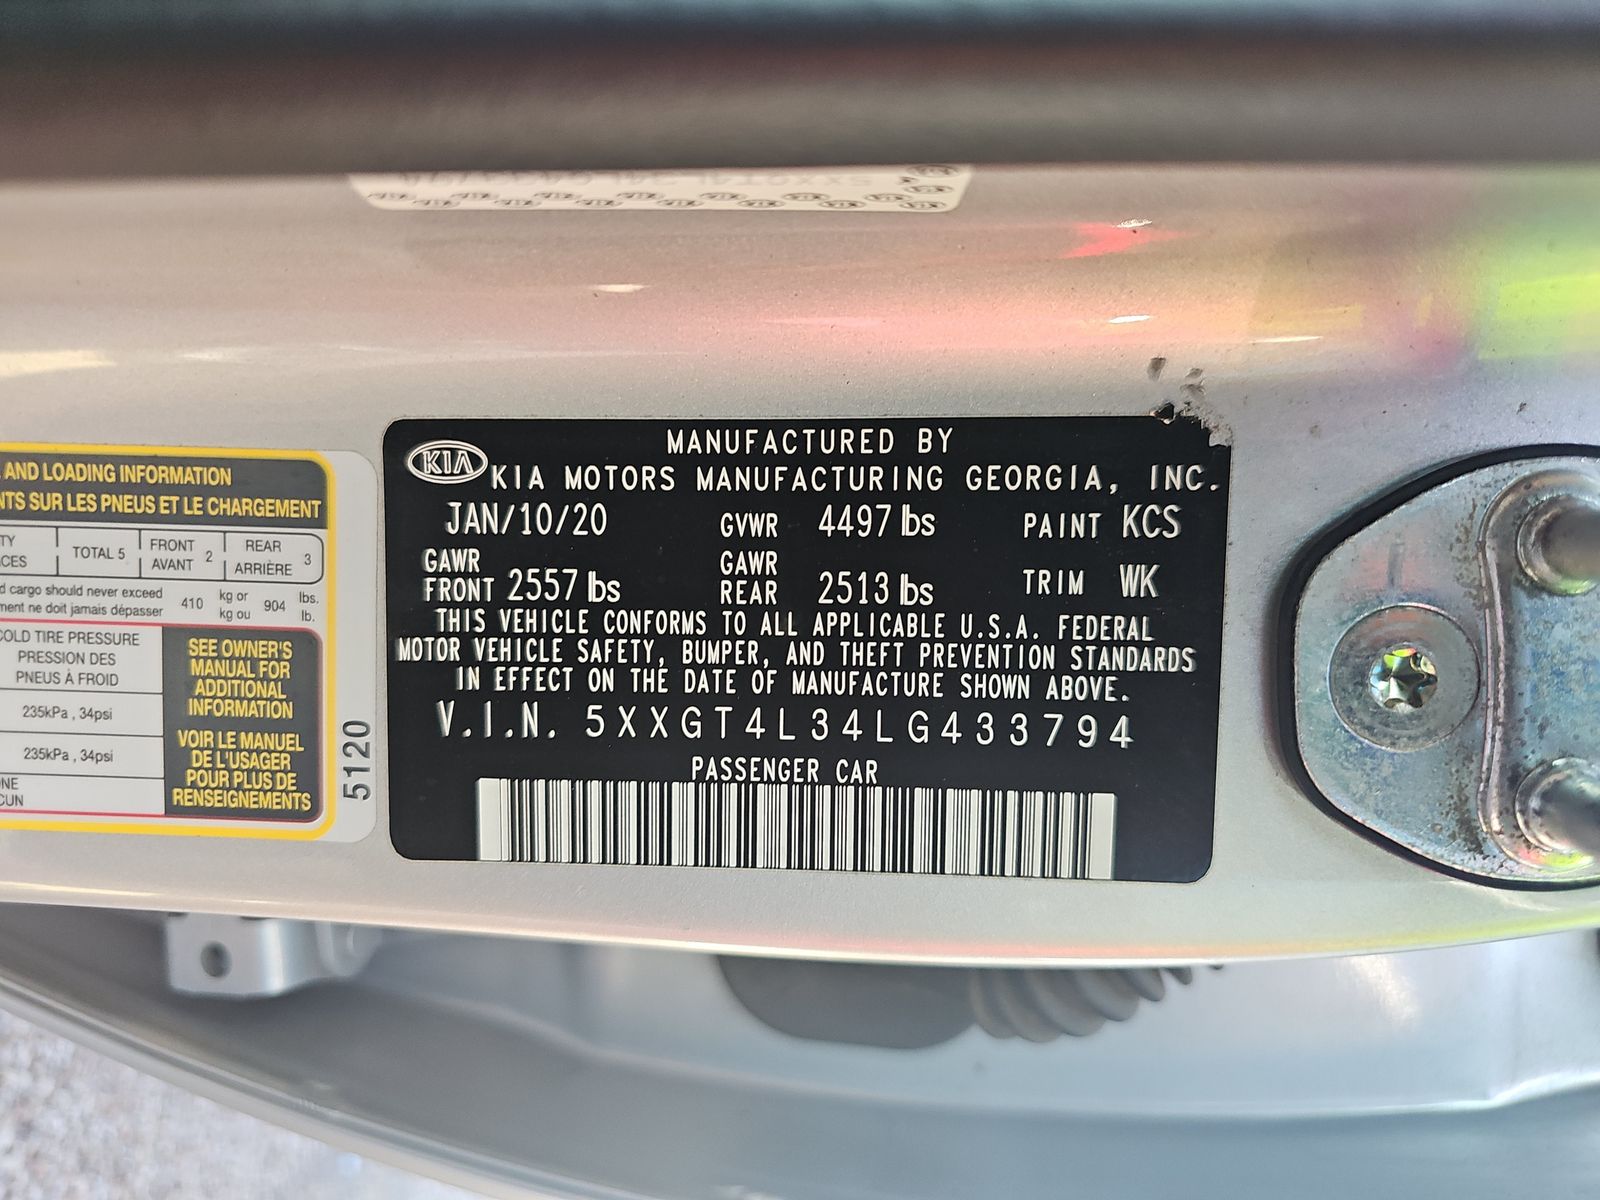 AND LOADING INFORMATION
NTS SUR LES PNEUS ET LE CHARGEMENT
TOTAL 5
FRONT
AVANT 2
REAR
ARRIÈRE 3
d cargo should never exceed
ment ne doit jamais dépasser
410
kg or
kg ou
904
lbs.
lb.
COLD TIRE PRESSURE
PRESSION DES
PNEUS À FROID
235kPa , 34psi
235kPa , 34psi
SEE OWNER'S
MANUAL FOR
ADDITIONAL
INFORMATION
VOIR LE MANUEL
DE L'USAGER
POUR PLUS DE
RENSEIGNEMENTS
5120
KIA
MANUFACTURED BY
KIA MOTORS MANUFACTURING GEORGIA, INC.
JAN/10/20 GVWR 4497 lbs PAINT KCS
GAWR FRONT 2557 lbs GAWR REAR 2513 lbs TRIM WK
THIS VEHICLE CONFORMS TO ALL APPLICABLE U.S.A. FEDERAL
MOTOR VEHICLE SAFETY, BUMPER, AND THEFT PREVENTION STANDARDS
IN EFFECT ON THE DATE OF MANUFACTURE SHOWN ABOVE.
V.I.N. 5XXGT4L34LG433794
PASSENGER CAR